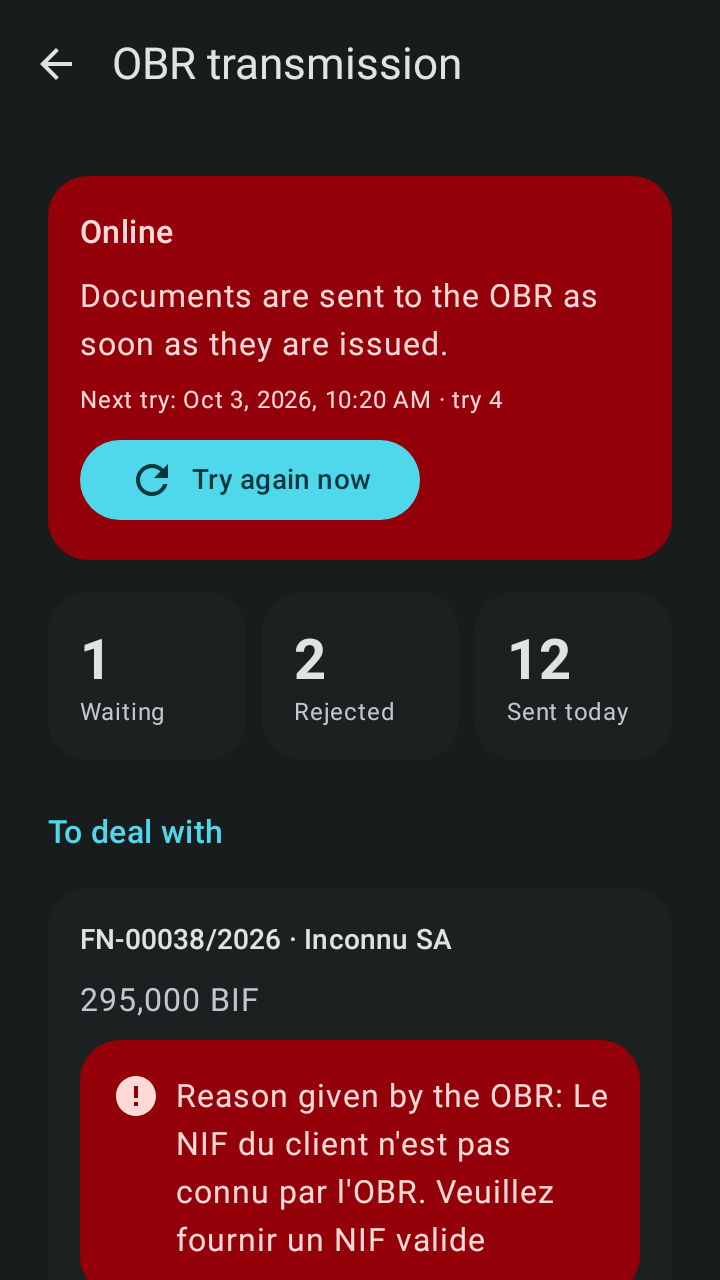 OBR transmission
Online
Documents are sent to the OBR as
soon as they are issued.
Next try: Oct 3, 2026, 10:20 AM · try 4
Try again now
1
Waiting
2
Rejected
12
Sent today
To deal with
FN-00038/2026 · Inconnu SA
295,000 BIF
Reason given by the OBR: Le
NIF du client n'est pas
connu par l'OBR. Veuillez
fournir un NIF valide